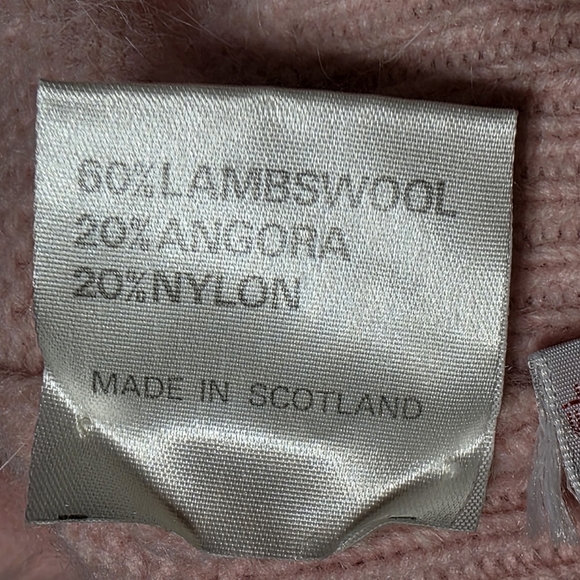 60% LAMBSWOOL
20% ANGORA
20% NYLON
MADE IN SCOTLAND